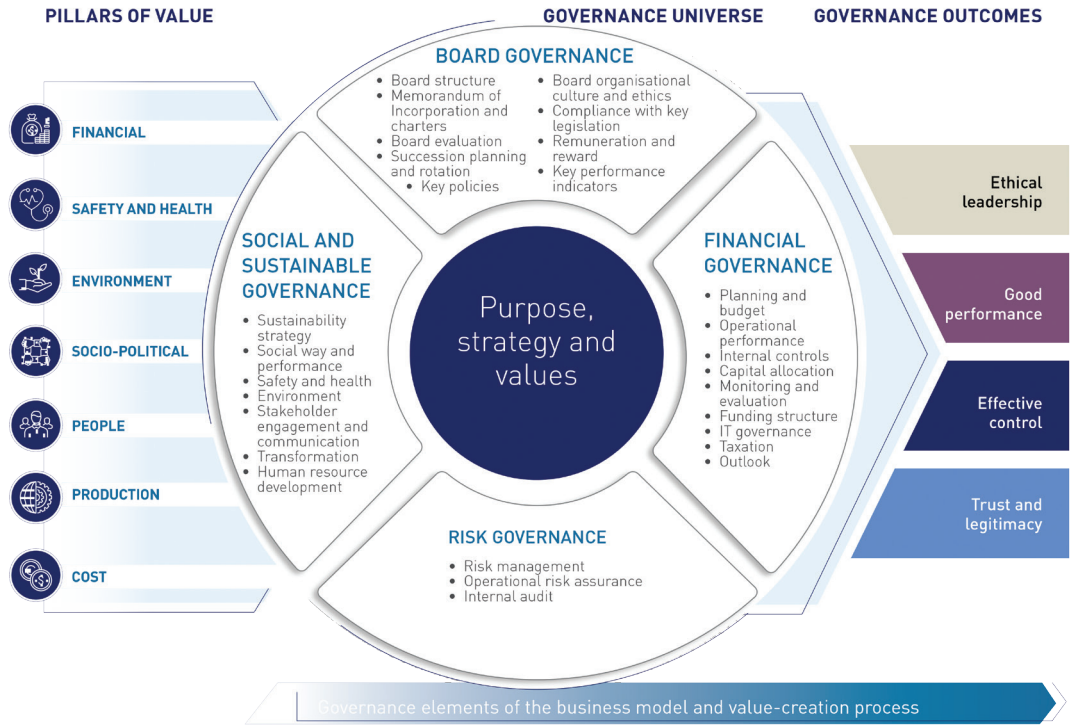 PILLARS OF VALUE
GOVERNANCE UNIVERSE
GOVERNANCE OUTCOMES
FINANCIAL
SAFETY AND HEALTH
ENVIRONMENT
SOCIO-POLITICAL
PEOPLE
PRODUCTION
COST
BOARD GOVERNANCE
• Board structure
• Memorandum of
Incorporation and
charters
• Board evaluation
• Succession planning
and rotation
• Key policies
• Board organisational
culture and ethics
• Compliance with key
legislation
• Remuneration and
reward
• Key performance
indicators
SOCIAL AND
SUSTAINABLE
GOVERNANCE
• Sustainability
strategy
• Social way and
performance
• Safety and health
• Environment
• Stakeholder
engagement and
communication
• Transformation
• Human resource
development
Purpose,
strategy and
values
FINANCIAL
GOVERNANCE
• Planning and
budget
• Operational
performance
• Internal controls
• Capital allocation
• Monitoring and
evaluation
• Funding structure
• IT governance
• Taxation
• Outlook
RISK GOVERNANCE
• Risk management
• Operational risk assurance
• Internal audit
Ethical
leadership
Good
performance
Effective
control
Trust and
legitimacy
Governance elements of the business model and value-creation process